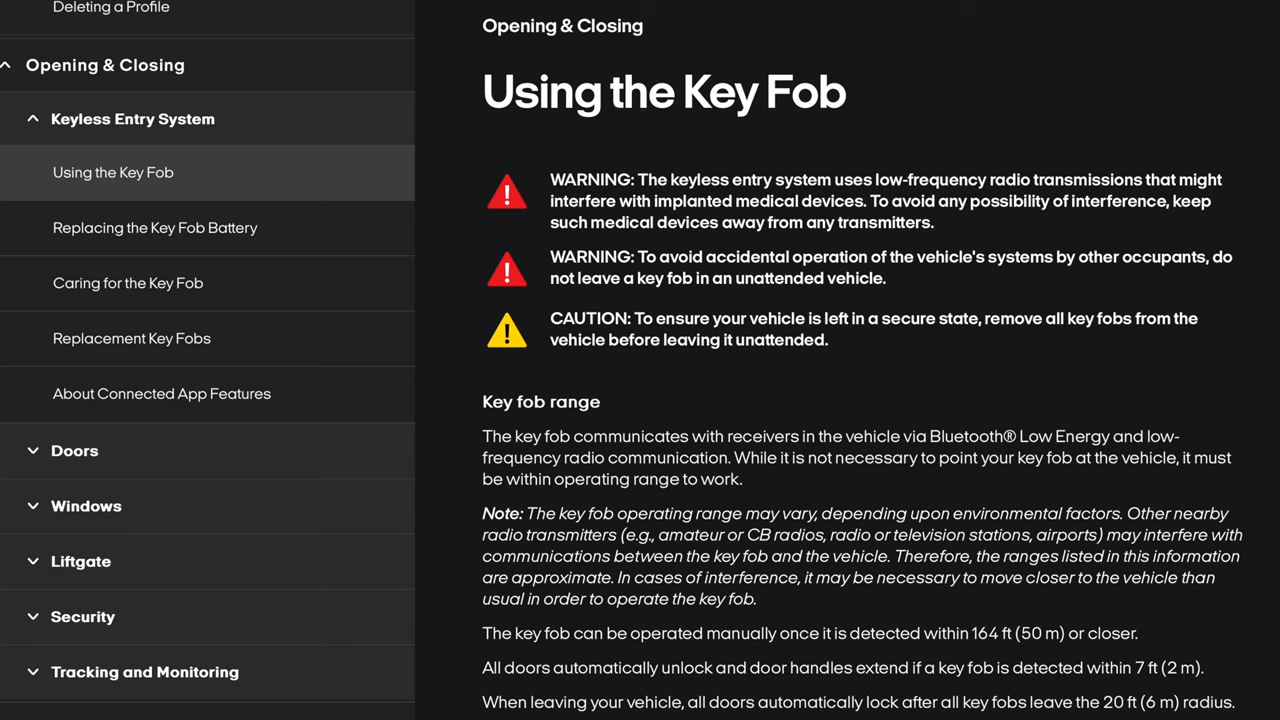 Deleting a Profile
Opening & Closing
Keyless Entry System
Using the Key Fob
Replacing the Key Fob Battery
Caring for the Key Fob
Replacement Key Fobs
About Connected App Features
Doors
Windows
Liftgate
Security
Tracking and Monitoring
Opening & Closing
Using the Key Fob
WARNING: The keyless entry system uses low-frequency radio transmissions that might
interfere with implanted medical devices. To avoid any possibility of interference, keep
such medical devices away from any transmitters.
WARNING: To avoid accidental operation of the vehicle's systems by other occupants, do
not leave a key fob in an unattended vehicle.
CAUTION: To ensure your vehicle is left in a secure state, remove all key fobs from the
vehicle before leaving it unattended.
Key fob range
The key fob communicates with receivers in the vehicle via Bluetooth® Low Energy and low-
frequency radio communication. While it is not necessary to point your key fob at the vehicle, it must
be within operating range to work.
Note: The key fob operating range may vary, depending upon environmental factors. Other nearby
radio transmitters (e.g., amateur or CB radios, radio or television stations, airports) may interfere with
communications between the key fob and the vehicle. Therefore, the ranges listed in this information
are approximate. In cases of interference, it may be necessary to move closer to the vehicle than
usual in order to operate the key fob.
The key fob can be operated manually once it is detected within 164 ft (50 m) or closer.
All doors automatically unlock and door handles extend if a key fob is detected within 7 ft (2 m).
When leaving your vehicle, all doors automatically lock after all key fobs leave the 20 ft (6 m) radius.